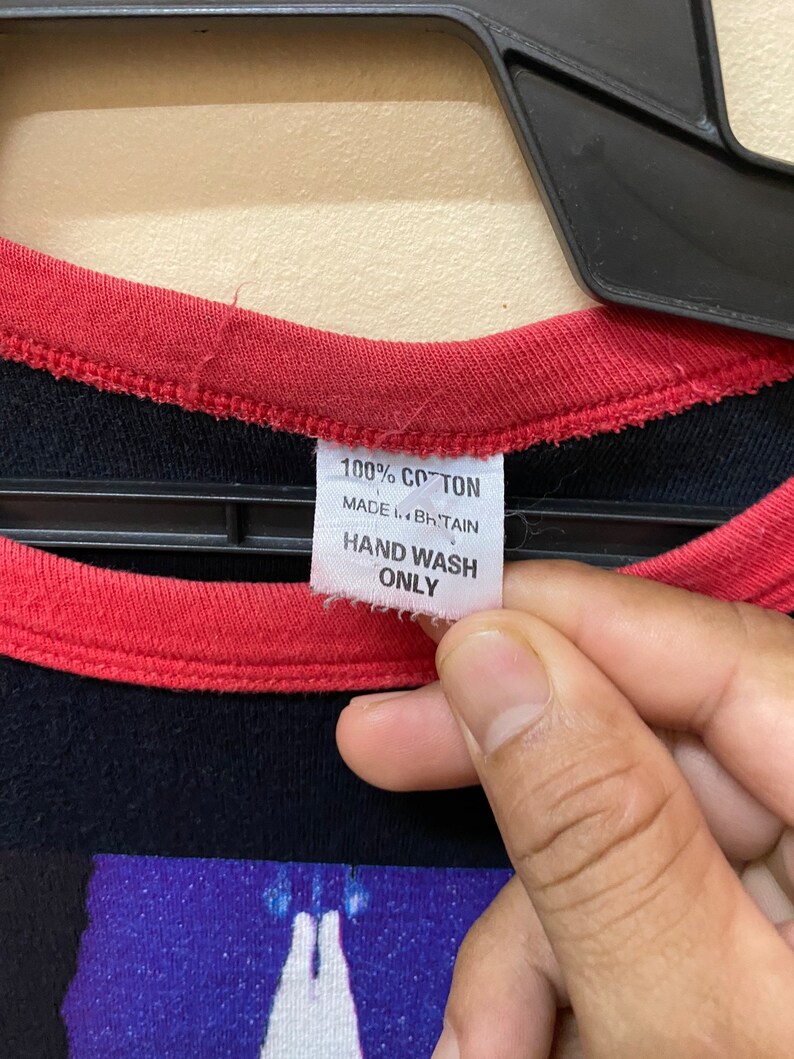 100% COTTON
MADE IN BRITAIN
HAND WASH
ONLY